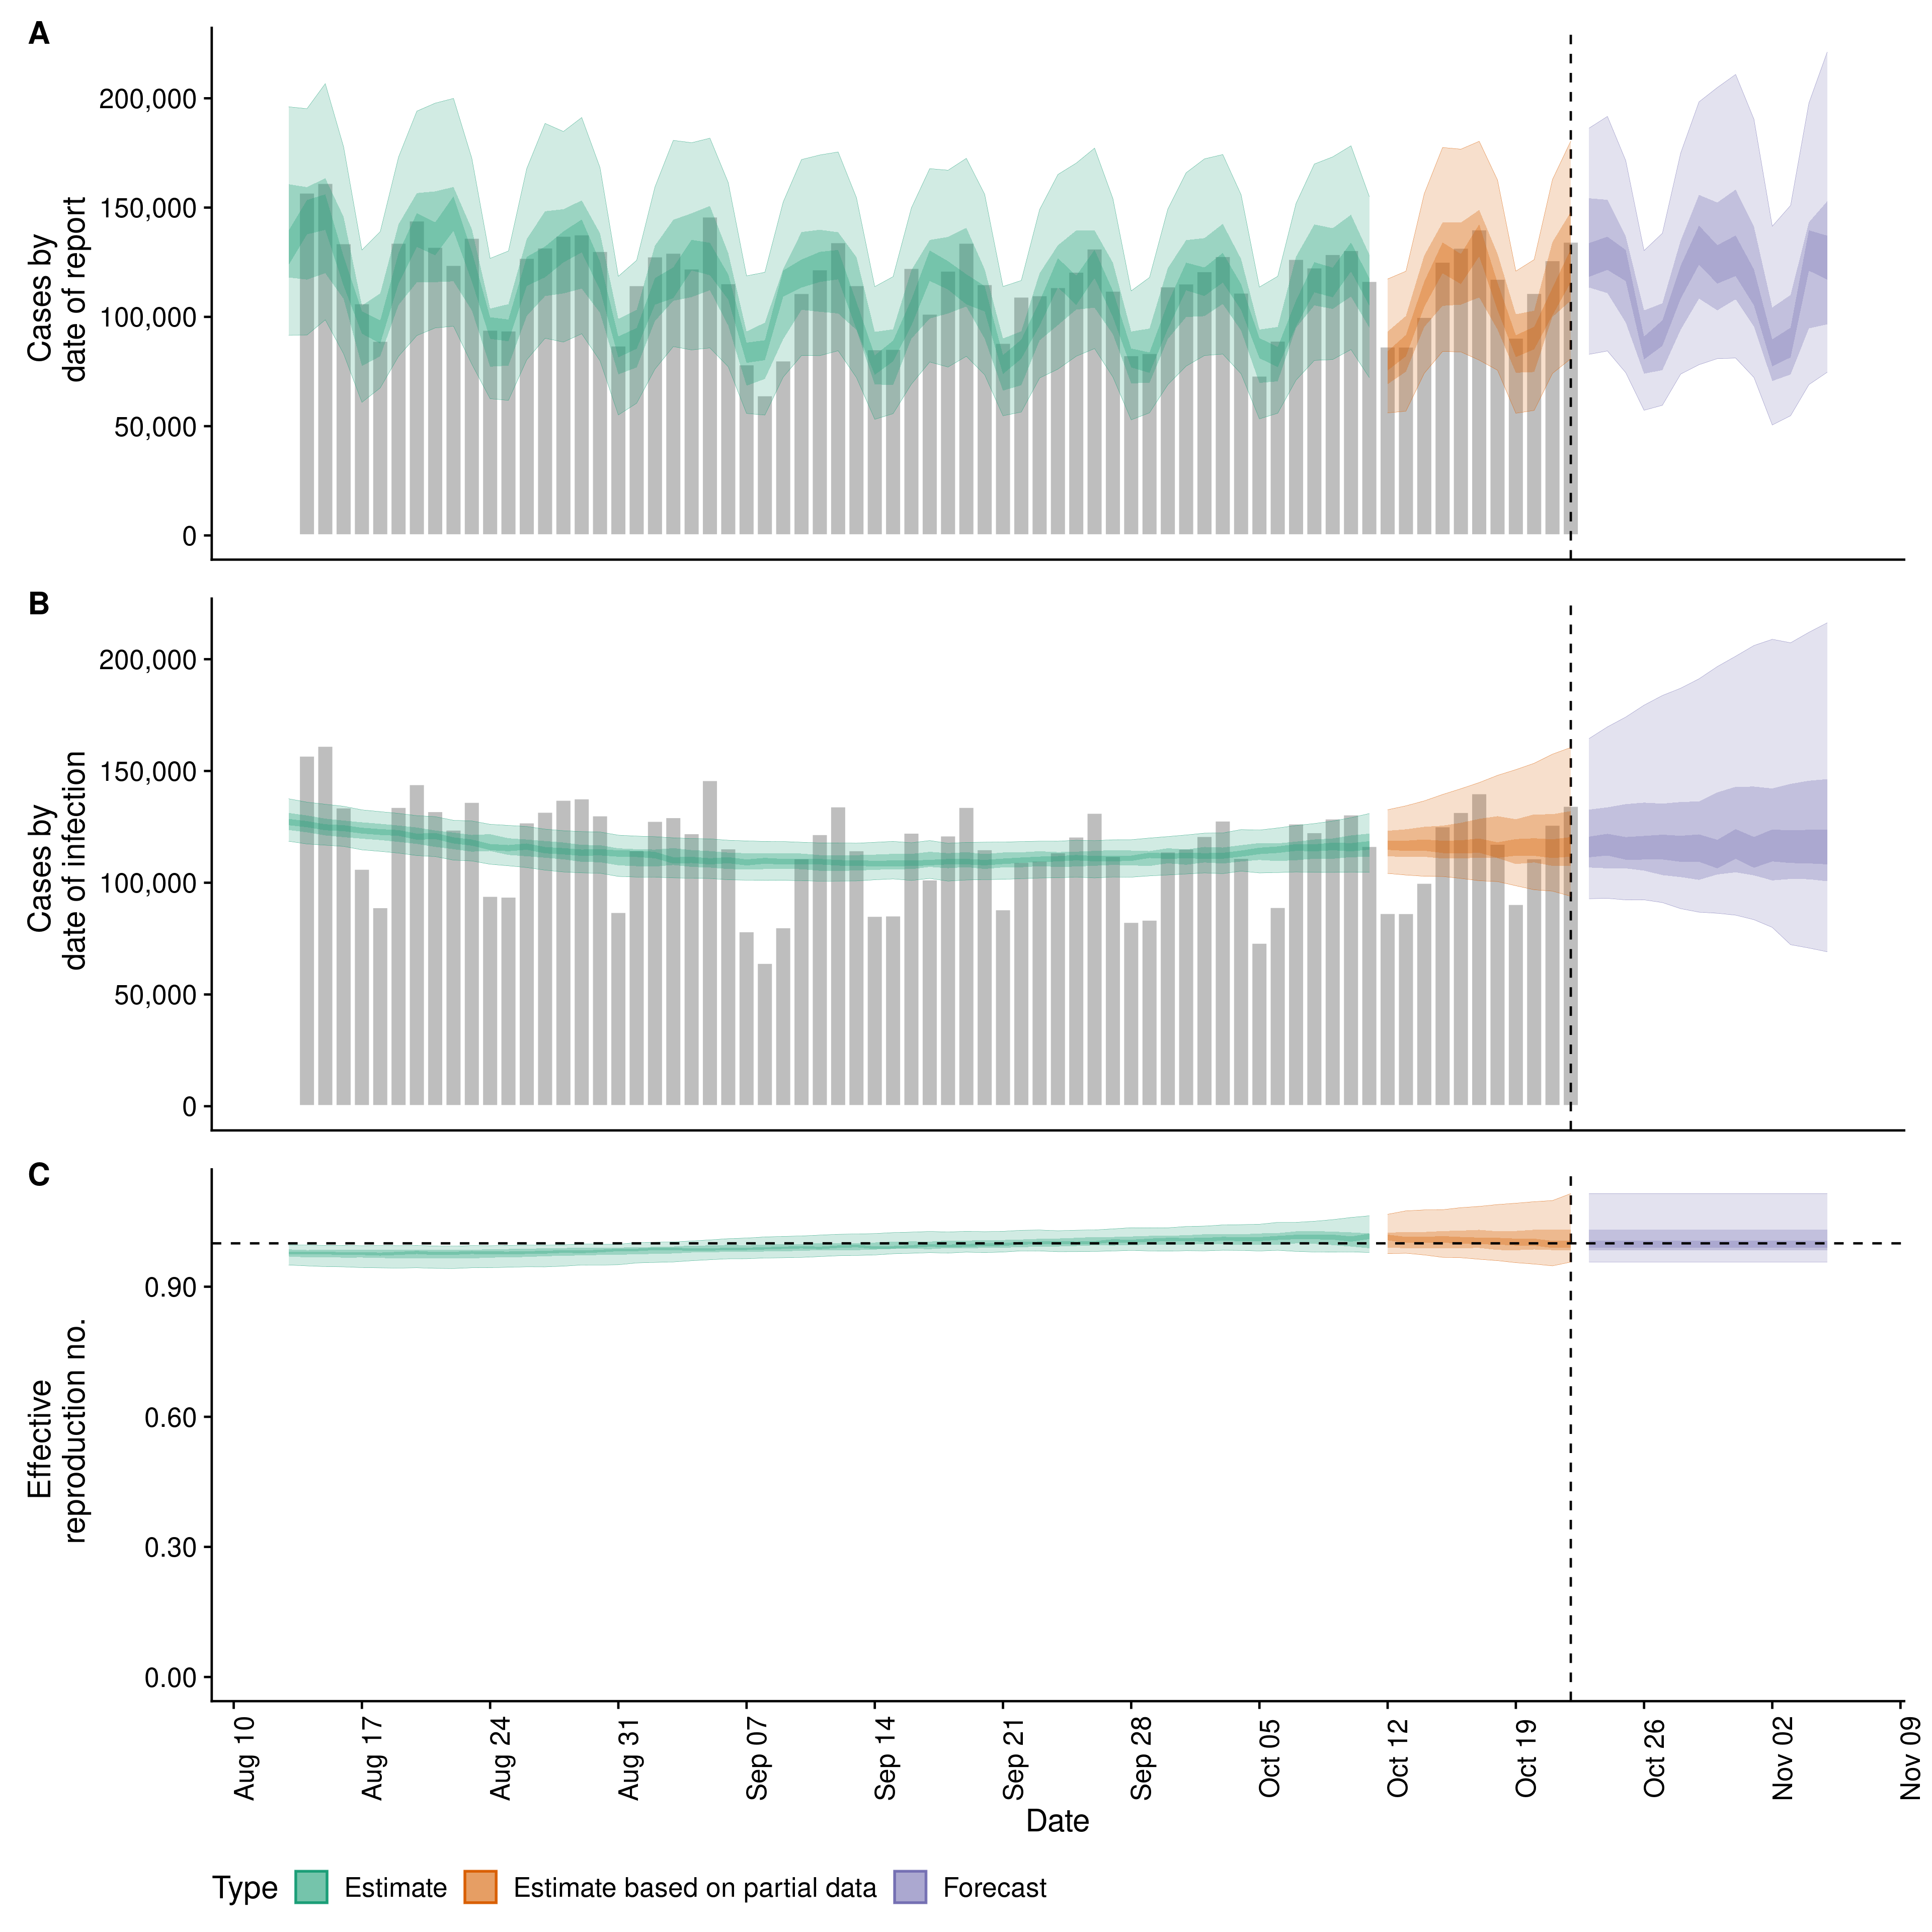 A
Cases by
date of report
200,000
150,000
100,000
50,000
0
B
Cases by
date of infection
200,000
150,000
100,000
50,000
0
C
Effective
reproduction no.
0.90
0.60
0.30
0.00
Aug 10
Aug 17
Aug 24
Aug 31
Sep 07
Sep 14
Sep 21
Sep 28
Oct 05
Oct 12
Oct 19
Oct 26
Nov 02
Nov 09
Date
Type
Estimate
Estimate based on partial data
Forecast